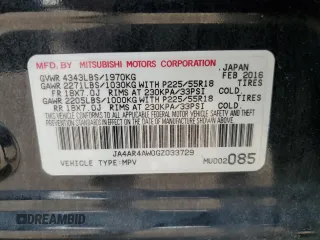 MFD BY MITSUBISHI MOTORS CORPORATION
JAPAN
FEB 2016
GVWR 4343LBS/1970KG
GAWR 2271LBS/1030KG WITH P225/55R18
FR 18X7.0J RIMS AT 230KPA/33PSI COLD.
GAWR 2205LBS/1000KG WITH P225/55R18
RR 18X7.0J RIMS AT 230KPA/33PSI COLD.
JA4AR4AW0GZ033729
VEHICLE TYPE:MPV
MU002085
DREAMBID